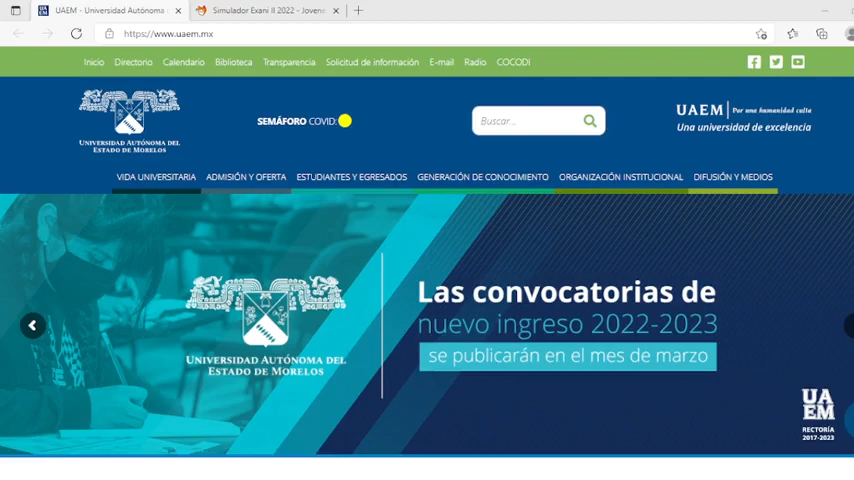 UAEM - Universidad Autónoma
Simulador Exani II 2022 - Jovens
https://www.uaem.mx
Inicio Directorio Calendario Biblioteca Transparencia Solicitud de información E-mail Radio COCODI
UNIVERSIDAD AUTÓNOMA DEL
ESTADO DE MORELOS
SEMÁFORO COVID:
Buscar...
UAEM Por una humanidad culta
Una universidad de excelencia
VIDA UNIVERSITARIA ADMISIÓN Y OFERTA ESTUDIANTES Y EGRESADOS GENERACIÓN DE CONOCIMIENTO ORGANIZACIÓN INSTITUCIONAL DIFUSIÓN Y MEDIOS
UNIVERSIDAD AUTÓNOMA DEL
ESTADO DE MORELOS
Las convocatorias de
nuevo ingreso 2022-2023
se publicarán en el mes de marzo
UA
EM
RECTORÍA
2017-2023